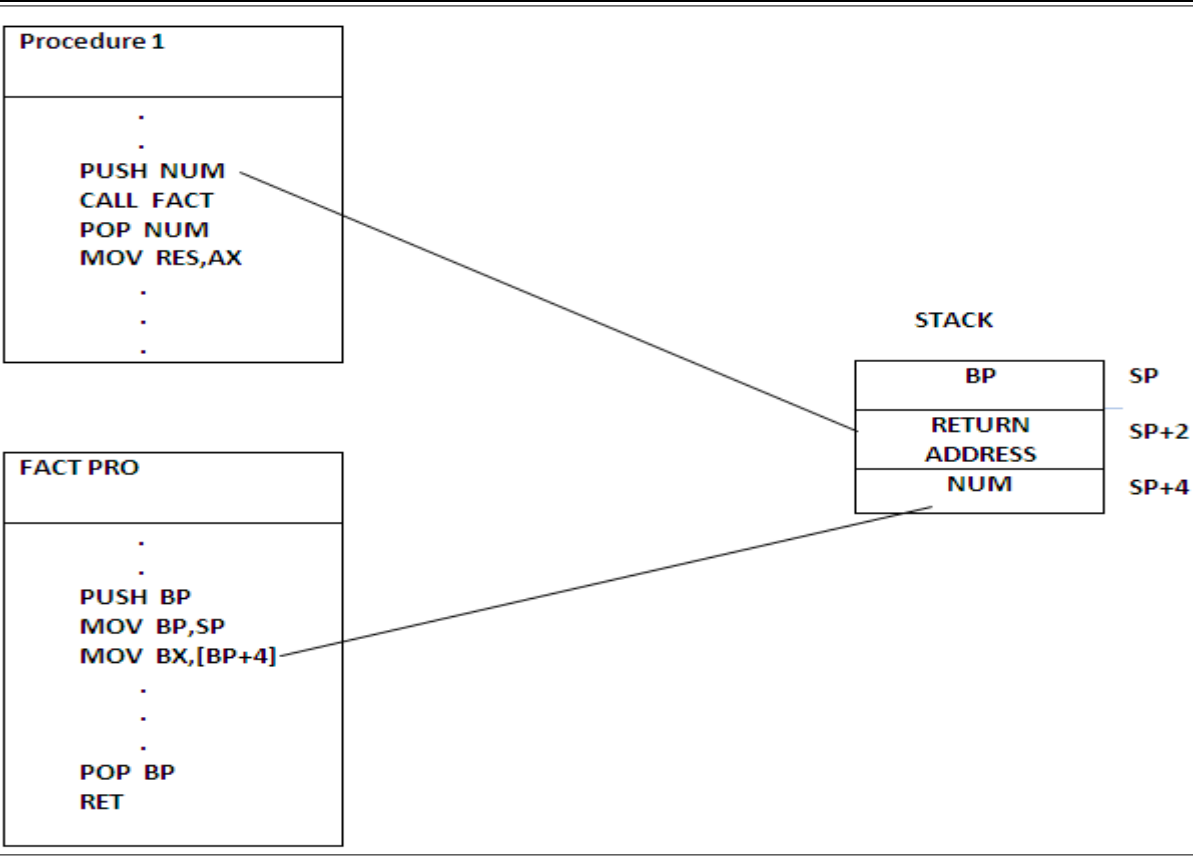 Procedure 1
.
.
PUSH NUM
CALL FACT
POP NUM
MOV RES,AX
.
.
.
STACK
BP SP
RETURN SP+2
ADDRESS
NUM SP+4
FACT PRO
.
.
PUSH BP
MOV BP,SP
MOV BX,[BP+4]
.
.
.
POP BP
RET